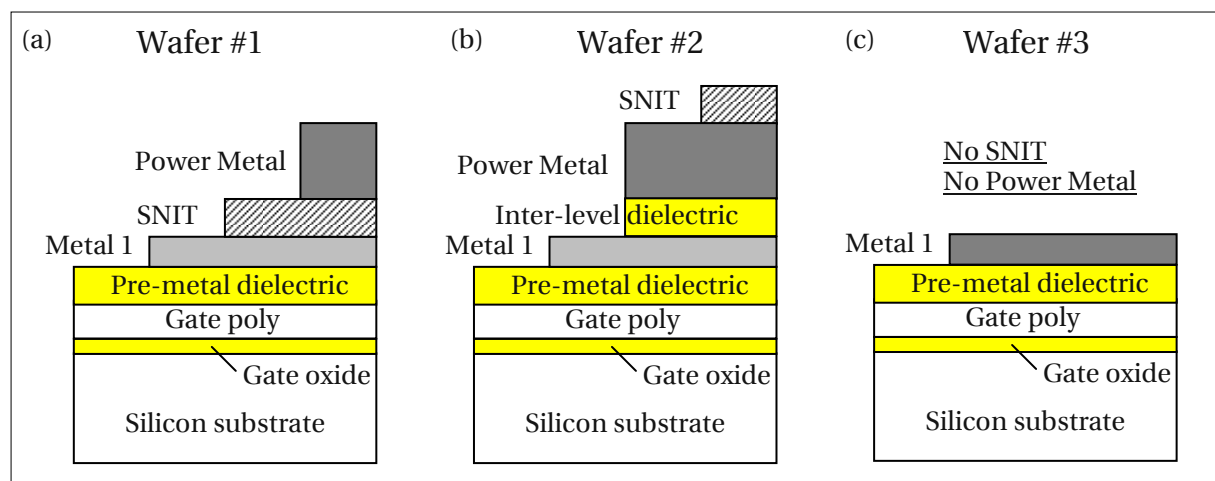 (a) Wafer #1
Power Metal
SNIT
Metal 1
Pre-metal dielectric
Gate poly
Gate oxide
Silicon substrate
(b) Wafer #2
SNIT
Power Metal
Inter-level dielectric
Metal 1
Pre-metal dielectric
Gate poly
Gate oxide
Silicon substrate
(c) Wafer #3
No SNIT
No Power Metal
Metal 1
Pre-metal dielectric
Gate poly
Gate oxide
Silicon substrate